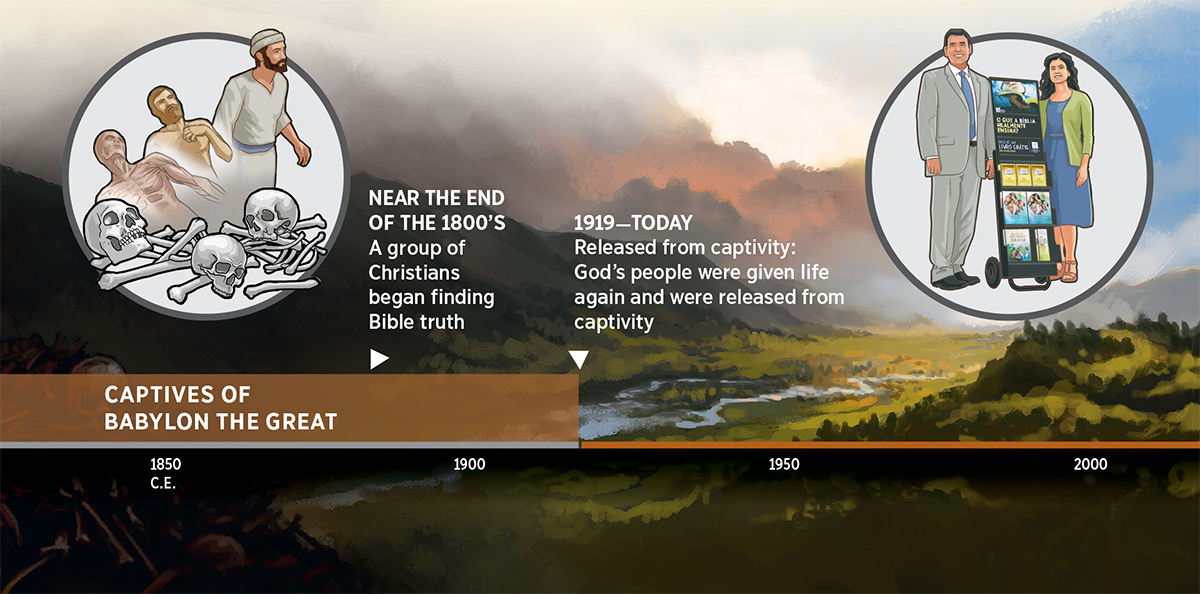 NEAR THE END
OF THE 1800'S
A group of
Christians
began finding
Bible truth
1919—TODAY
Released from captivity:
God's people were given life
again and were released from
captivity
O QUE A BÍBLIA
REALMENTE
ENSINA?
LIVRO GRÁTIS
CAPTIVES OF
BABYLON THE GREAT
1850
C.E.
1900
1950
2000